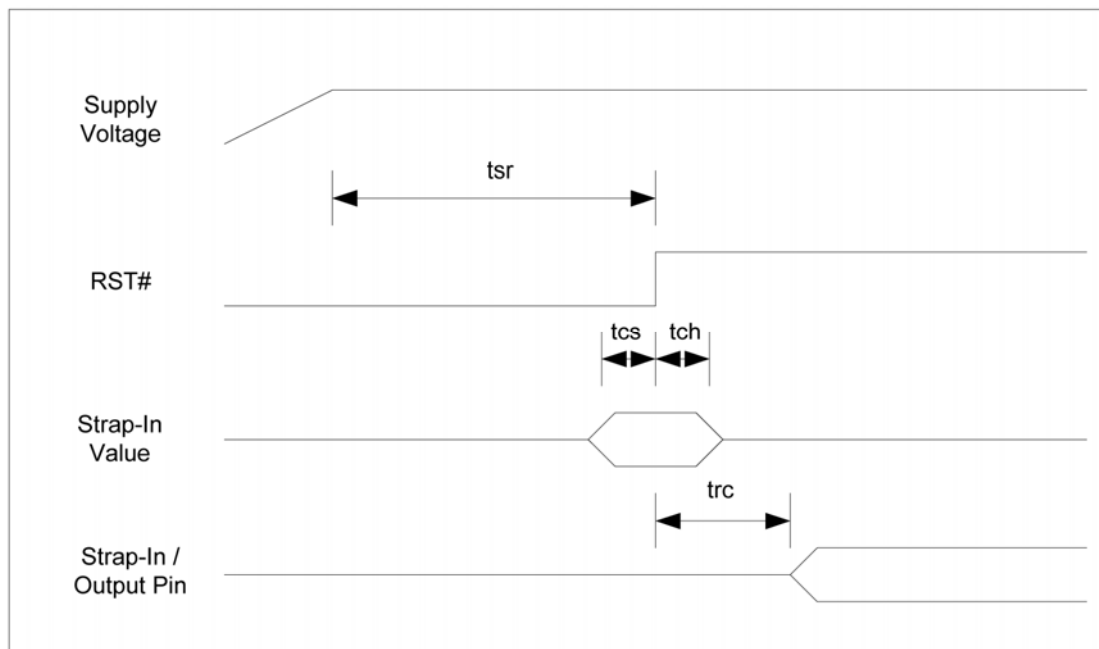 Supply
Voltage
tsr
RST#
tcs
tch
Strap-In
Value
trc
Strap-In /
Output Pin